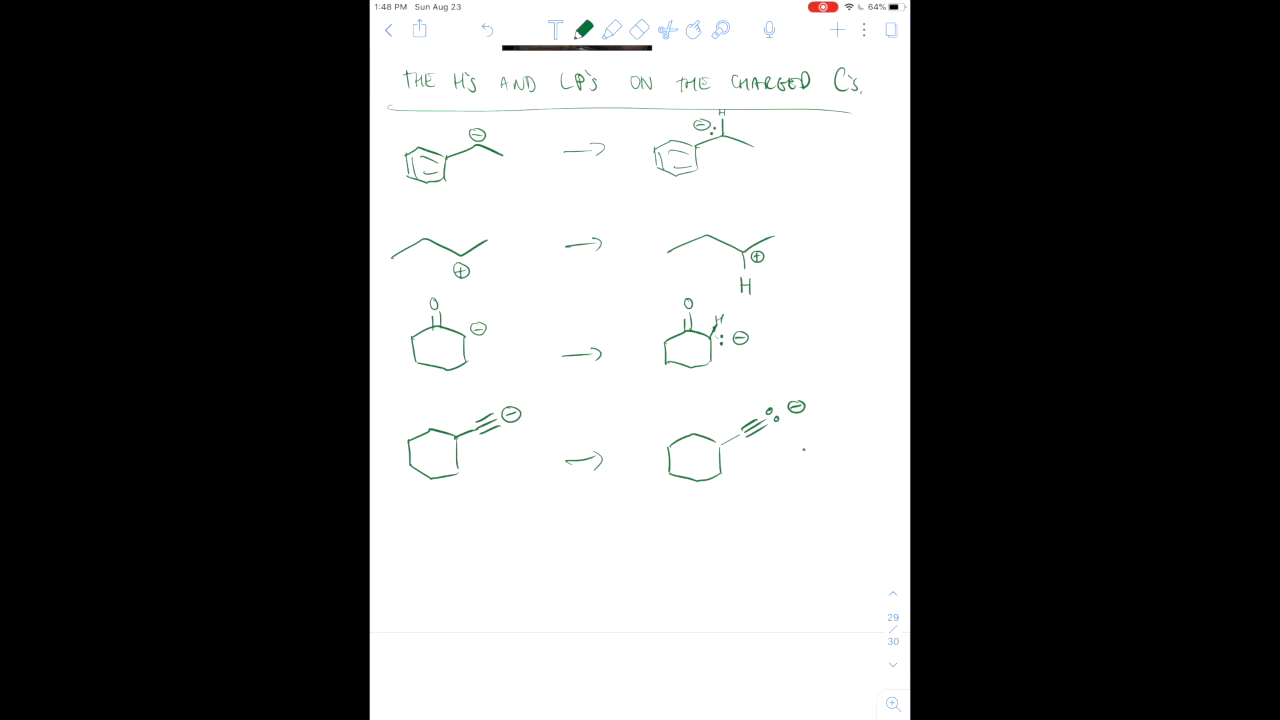 1:48 PM Sun Aug 23 64%
T
THE H's AND LP's ON THE CHARGED C's.
⊖ → ⊖ : H
⊕ → ⊕ H
O ⊖ → O H : ⊖
⊖ → : ⊖
29
/
30